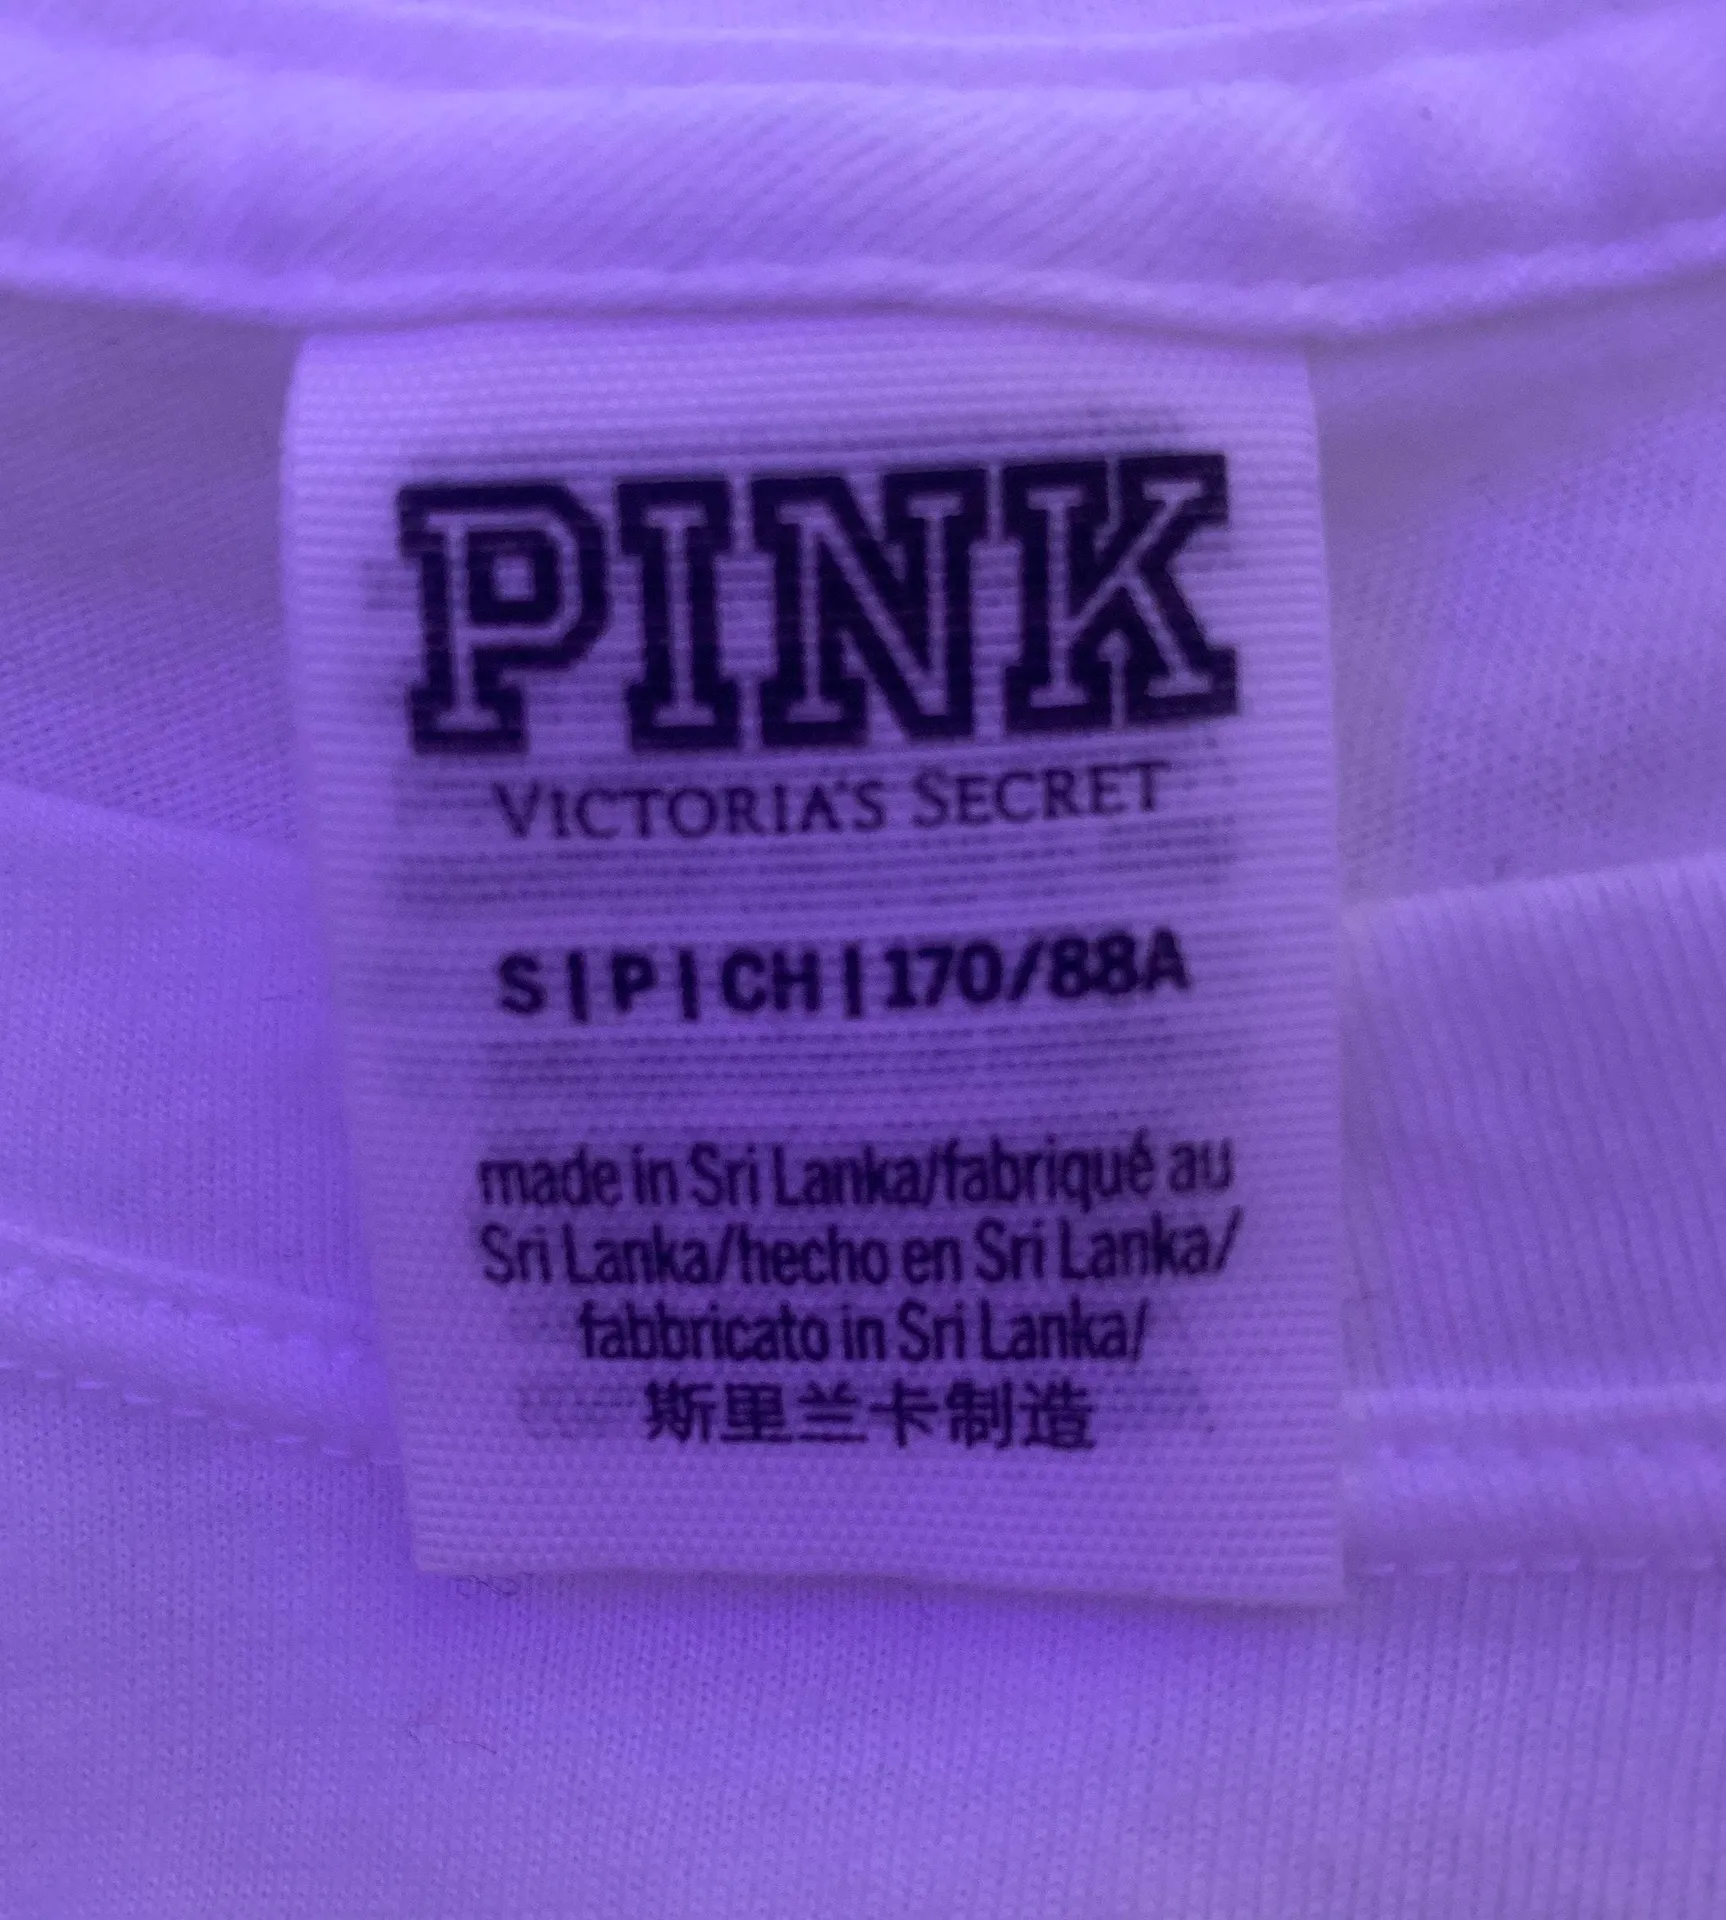 PINK
VICTORIA'S SECRET
S | P | CH | 170/88A
made in Sri Lanka/fabriqué au
Sri Lanka/hecho en Sri Lanka/
fabbricato in Sri Lanka/
斯里兰卡制造